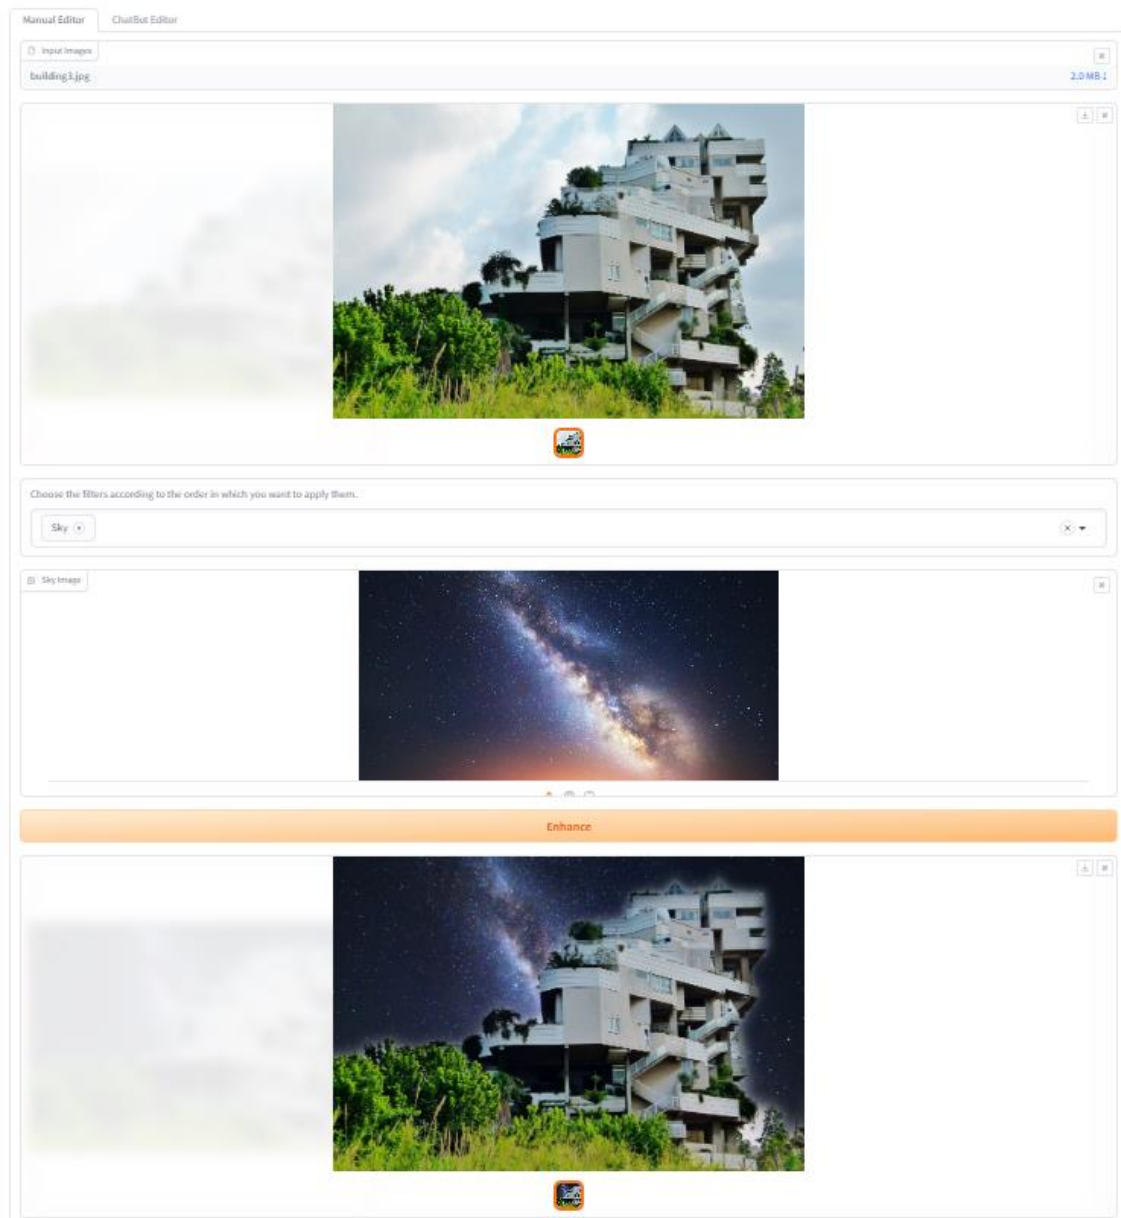 Manual Editor
ChatBot Editor
Input Images
building3.jpg
2.0 MB ↓
Choose the filters according to the order in which you want to apply them.
Sky
Sky Image
Enhance